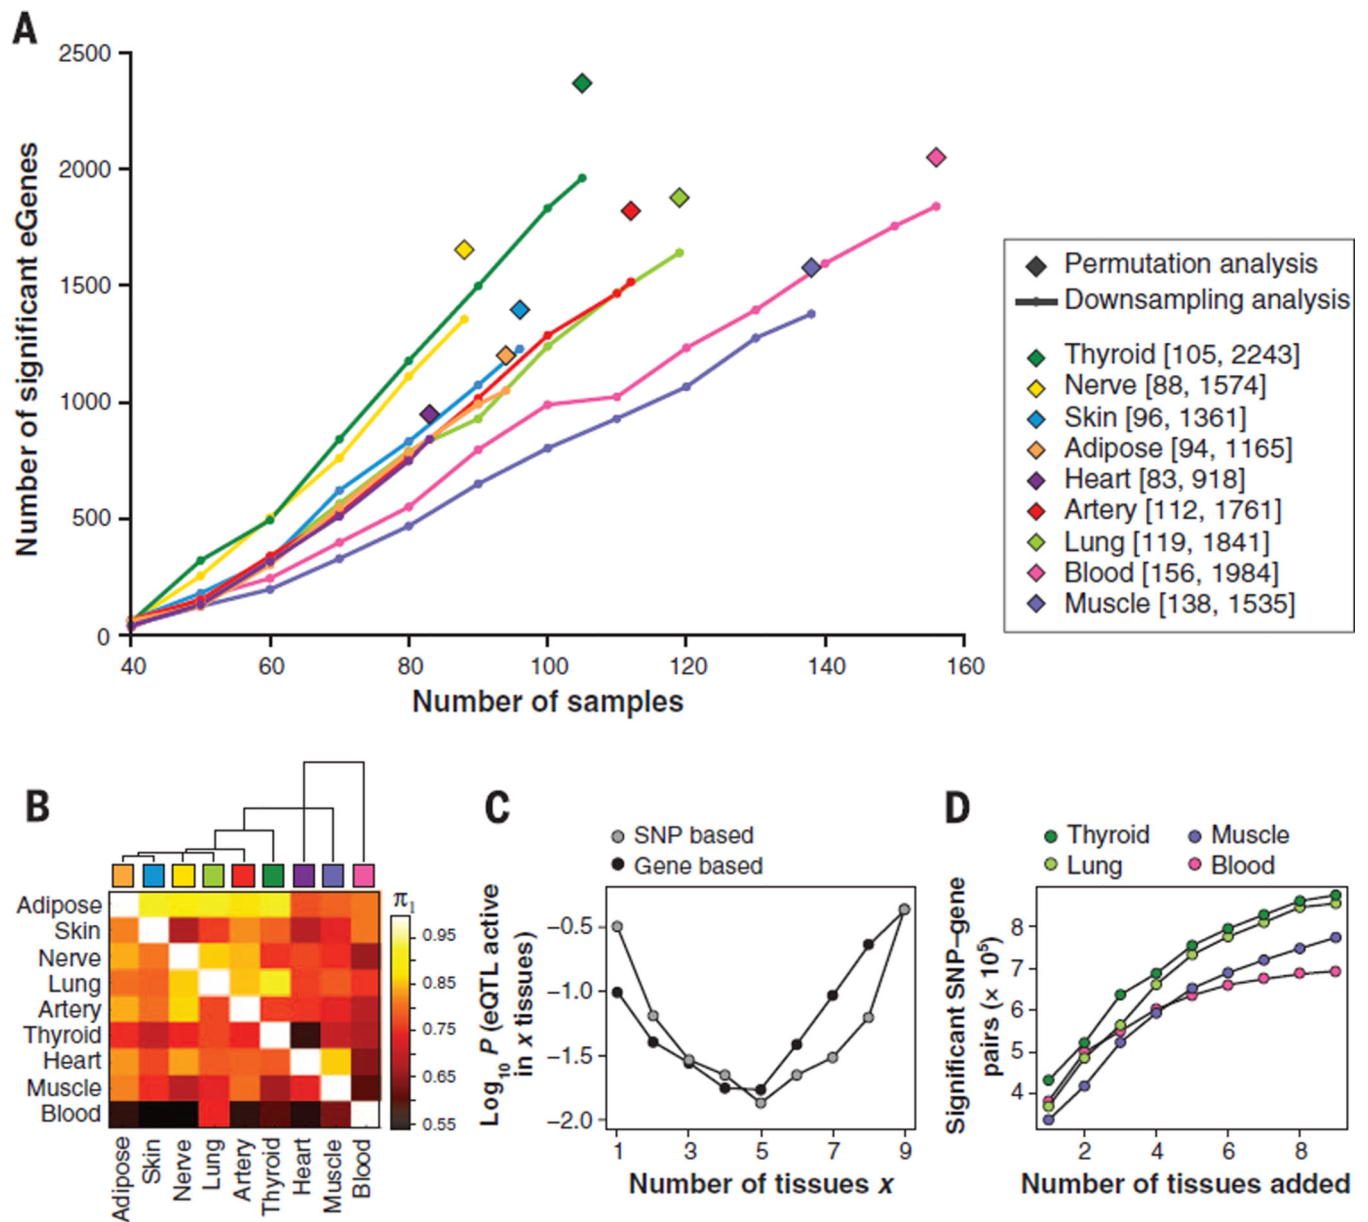 A
2500
2000
1500
1000
500
0
40 60 80 100 120 140 160
Number of significant eGenes
Number of samples
Permutation analysis
Downsampling analysis
Thyroid [105, 2243]
Nerve [88, 1574]
Skin [96, 1361]
Adipose [94, 1165]
Heart [83, 918]
Artery [112, 1761]
Lung [119, 1841]
Blood [156, 1984]
Muscle [138, 1535]
B
Adipose
Skin
Nerve
Lung
Artery
Thyroid
Heart
Muscle
Blood
Adipose Skin Nerve Lung Artery Thyroid Heart Muscle Blood
π₁
0.95
0.85
0.75
0.65
0.55
C
SNP based
Gene based
Log₁₀ P (eQTL active
in x tissues)
−0.5
−1.0
−1.5
−2.0
1 3 5 7 9
Number of tissues x
D
Thyroid Muscle
Lung Blood
Significant SNP–gene
pairs (× 10⁵)
8
7
6
5
4
2 4 6 8
Number of tissues added